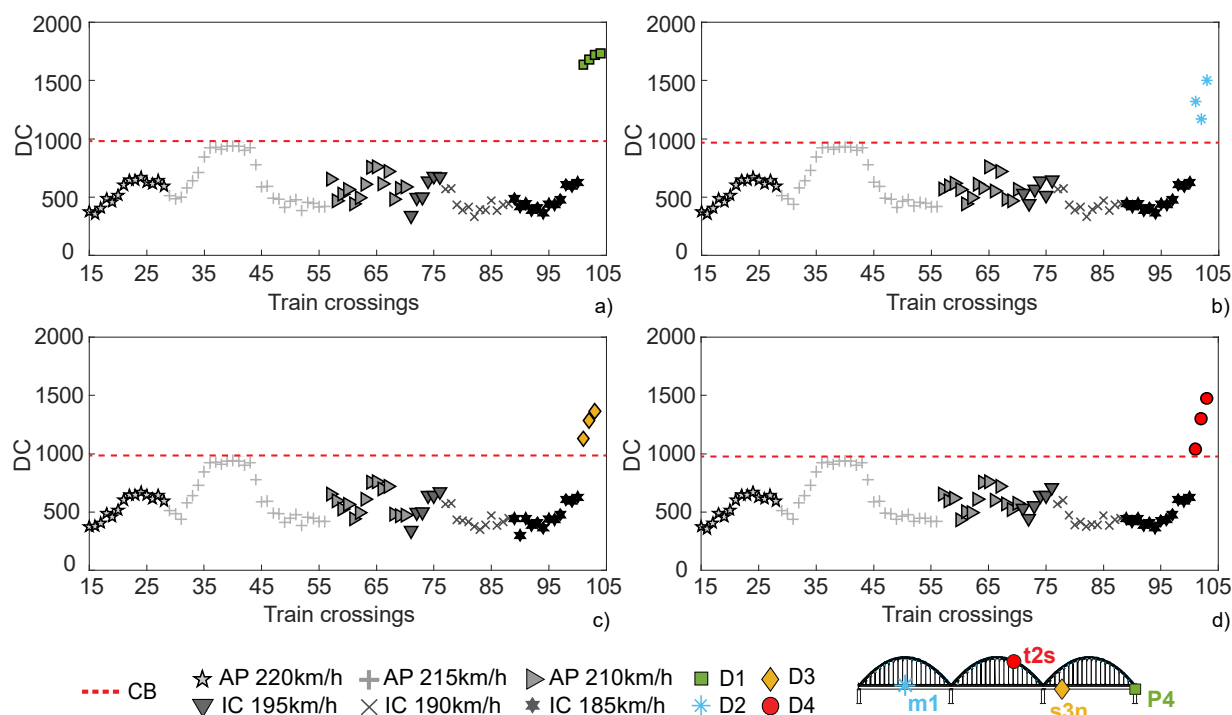 2000
1500
1000
500
0
DC
15 25 35 45 55 65 75 85 95 105
Train crossings
a)
2000
1500
1000
500
0
DC
15 25 35 45 55 65 75 85 95 105
Train crossings
b)
2000
1500
1000
500
0
DC
15 25 35 45 55 65 75 85 95 105
Train crossings
c)
2000
1500
1000
500
0
DC
15 25 35 45 55 65 75 85 95 105
Train crossings
d)
CB
AP 220km/h AP 215km/h AP 210km/h D1 D3
IC 195km/h IC 190km/h IC 185km/h D2 D4
t2s
m1
s3n
P4